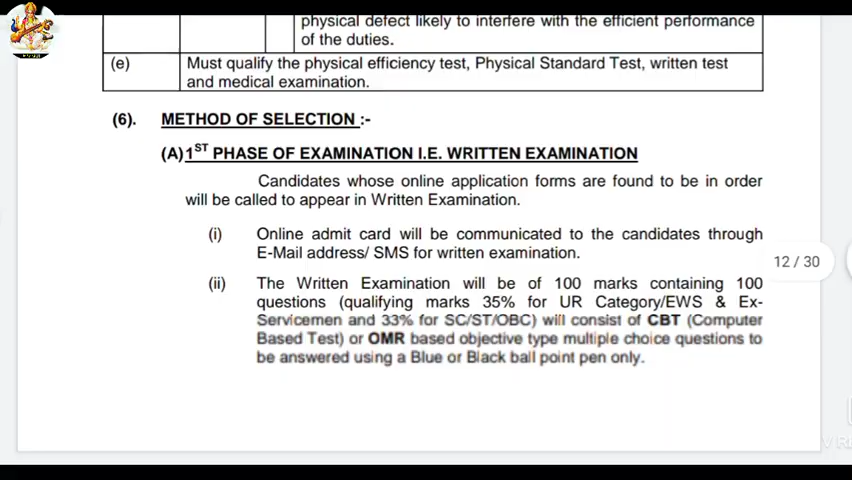 physical defect likely to interfere with the efficient performance
of the duties.
(e) Must qualify the physical efficiency test, Physical Standard Test, written test
and medical examination.
(6). METHOD OF SELECTION :-
(A)1ST PHASE OF EXAMINATION I.E. WRITTEN EXAMINATION
Candidates whose online application forms are found to be in order
will be called to appear in Written Examination.
(i) Online admit card will be communicated to the candidates through
E-Mail address/ SMS for written examination.
12 / 30
(ii) The Written Examination will be of 100 marks containing 100
questions (qualifying marks 35% for UR Category/EWS & Ex-
Servicemen and 33% for SC/ST/OBC) will consist of CBT (Computer
Based Test) or OMR based objective type multiple choice questions to
be answered using a Blue or Black ball point pen only.